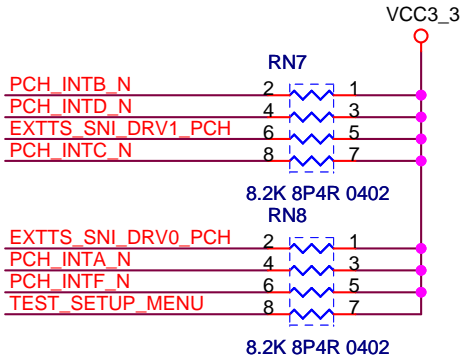 VCC3_3
RN7
PCH_INTB_N 2 1
PCH_INTD_N 4 3
EXTTS_SNI_DRV1_PCH 6 5
PCH_INTC_N 8 7
8.2K 8P4R 0402
RN8
EXTTS_SNI_DRV0_PCH 2 1
PCH_INTA_N 4 3
PCH_INTF_N 6 5
TEST_SETUP_MENU 8 7
8.2K 8P4R 0402